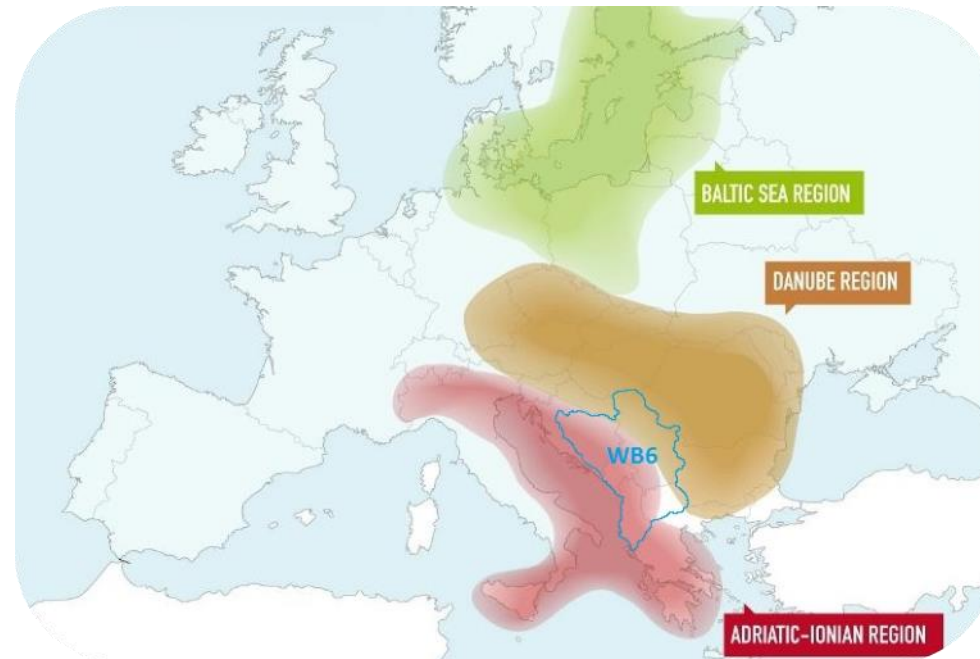 BALTIC SEA REGION
DANUBE REGION
WB6
ADRIATIC-IONIAN REGION